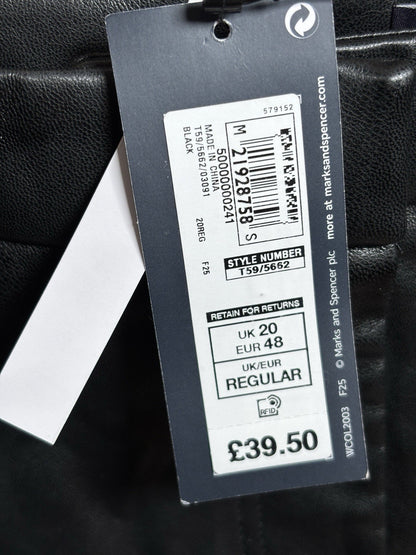 579152
M
21928758
S
50000000241
MADE IN CHINA
T59/5662/03091
BLACK
20REG
F25
STYLE NUMBER
T59/5662
RETAIN FOR RETURNS
UK 20
EUR 48
UK/EUR
REGULAR
RFID
£39.50
more at marksandspencer.com
© Marks and Spencer plc
WCOL2003 F25